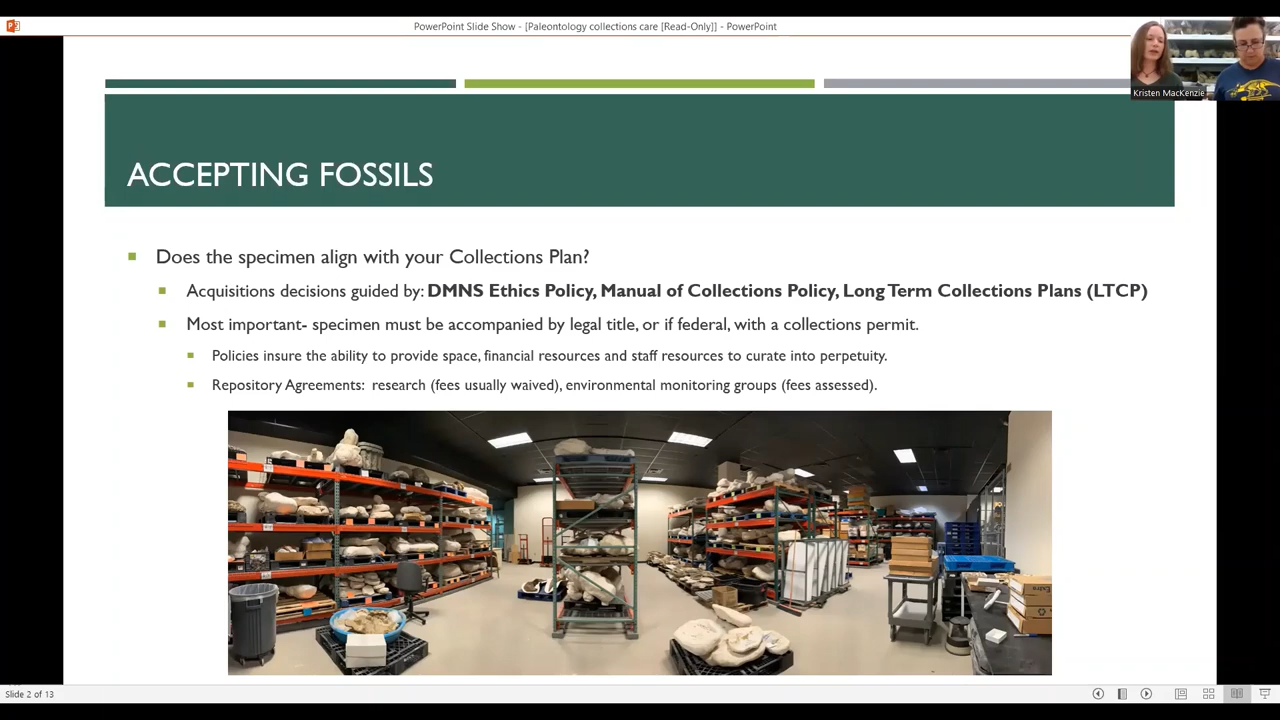 PowerPoint Slide Show - [Paleontology collections care [Read-Only]] - PowerPoint
Kristen MacKenzie
ACCEPTING FOSSILS
Does the specimen align with your Collections Plan?
Acquisitions decisions guided by: DMNS Ethics Policy, Manual of Collections Policy, Long Term Collections Plans (LTCP)
Most important- specimen must be accompanied by legal title, or if federal, with a collections permit.
Policies insure the ability to provide space, financial resources and staff resources to curate into perpetuity.
Repository Agreements: research (fees usually waived), environmental monitoring groups (fees assessed).
Slide 2 of 13